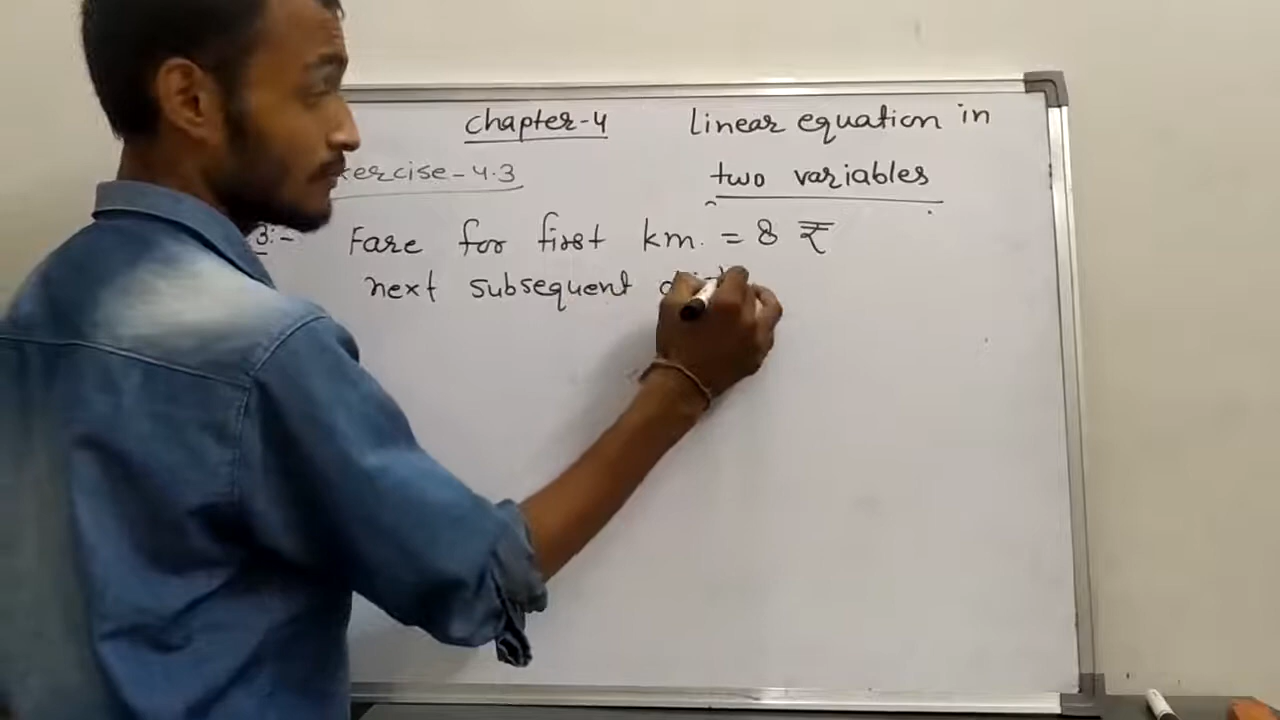 chapter-4 linear equation in
two variables
xercise-4.3
3:- Fare for first km. = 8 ₹
next subsequent